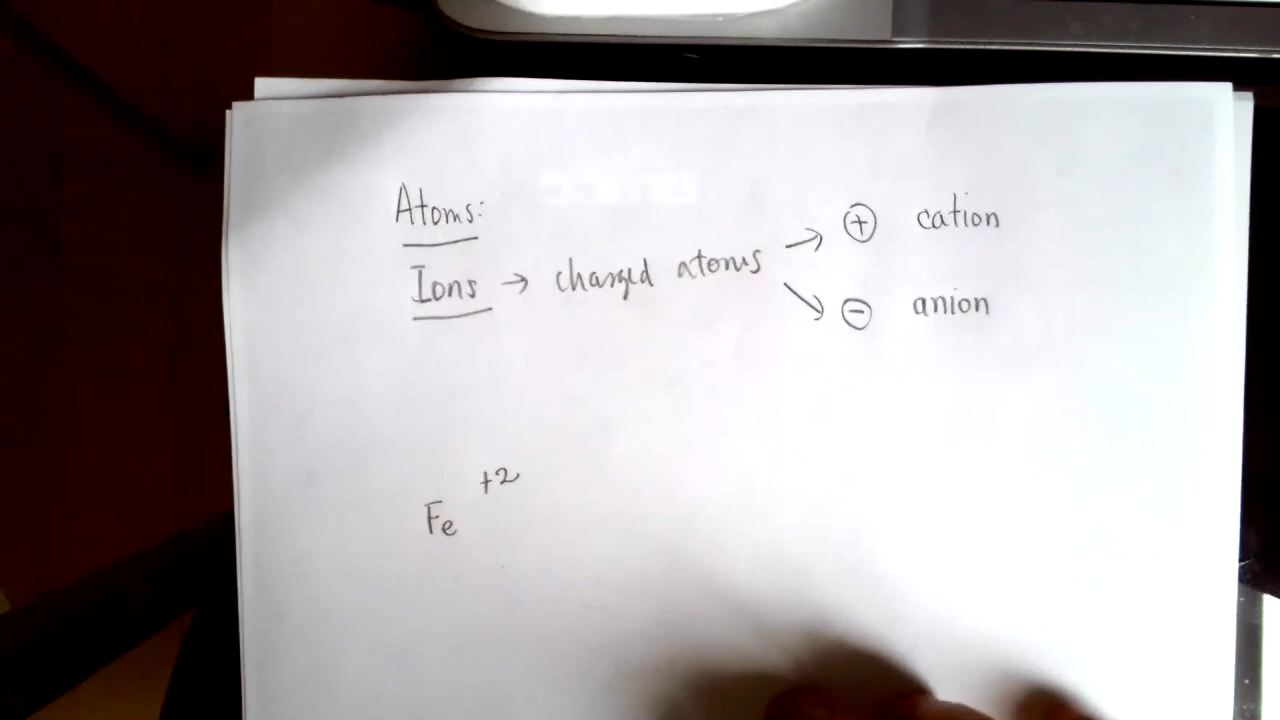 Atoms:
Ions → charged atoms → ⊕ cation
↘ ⊖ anion
Fe +2